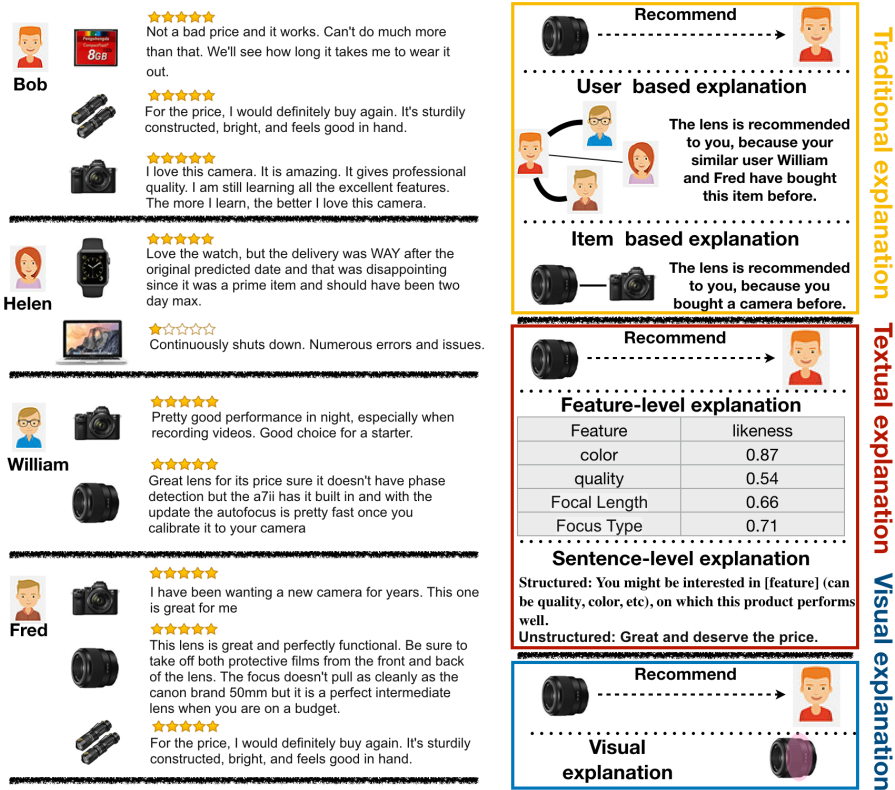 Bob
Pengshengda
CompactFlash
8GB
Not a bad price and it works. Can't do much more
than that. We'll see how long it takes me to wear it
out.
For the price, I would definitely buy again. It's sturdily
constructed, bright, and feels good in hand.
I love this camera. It is amazing. It gives professional
quality. I am still learning all the excellent features.
The more I learn, the better I love this camera.
Helen
Love the watch, but the delivery was WAY after the
original predicted date and that was disappointing
since it was a prime item and should have been two
day max.
Continuously shuts down. Numerous errors and issues.
William
Pretty good performance in night, especially when
recording videos. Good choice for a starter.
Great lens for its price sure it doesn't have phase
detection but the a7ii has it built in and with the
update the autofocus is pretty fast once you
calibrate it to your camera
Fred
I have been wanting a new camera for years. This one
is great for me
This lens is great and perfectly functional. Be sure to
take off both protective films from the front and back
of the lens. The focus doesn't pull as cleanly as the
canon brand 50mm but it is a perfect intermediate
lens when you are on a budget.
For the price, I would definitely buy again. It's sturdily
constructed, bright, and feels good in hand.
Recommend
User based explanation
The lens is recommended
to you, because your
similar user William
and Fred have bought
this item before.
Item based explanation
The lens is recommended
to you, because you
bought a camera before.
Traditional explanation
Recommend
Feature-level explanation
Feature likeness
color 0.87
quality 0.54
Focal Length 0.66
Focus Type 0.71
Sentence-level explanation
Structured: You might be interested in [feature] (can
be quality, color, etc), on which this product performs
well.
Unstructured: Great and deserve the price.
Textual explanation
Recommend
Visual
explanation
Visual explanation